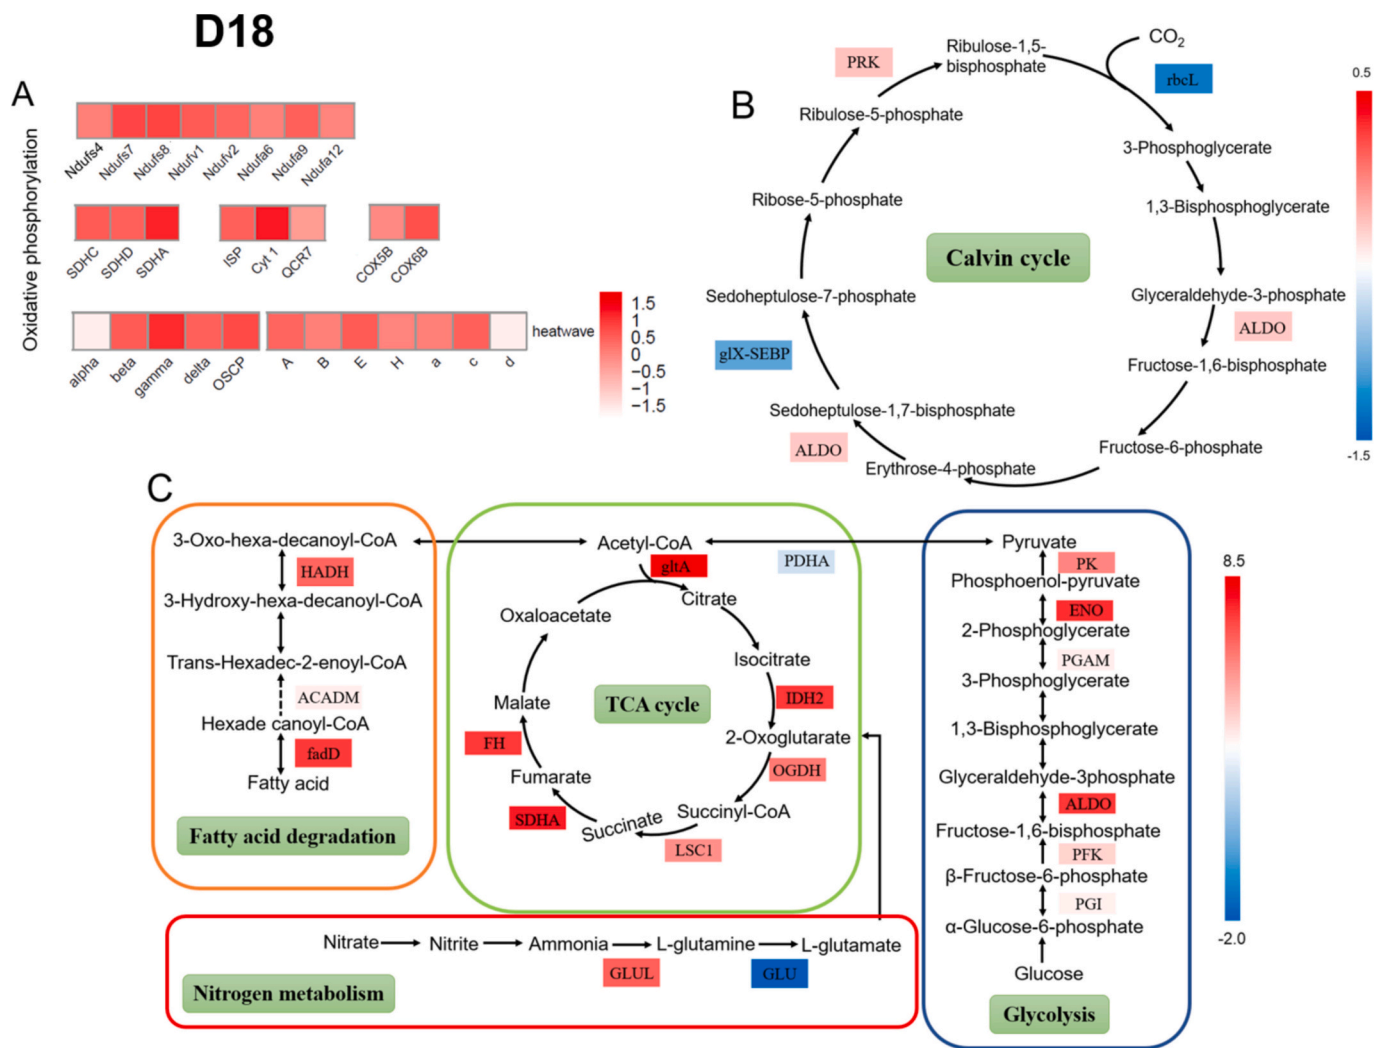 D18
A
Oxidative phosphorylation
Ndufs4 Ndufs7 Ndufs8 Ndufv1 Ndufv2 Ndufa6 Ndufa9 Ndufa12
SDHC SDHD SDHA ISP Cyt 1 QCR7 COX5B COX6B
alpha beta gamma delta OSCP A B E H a c d
heatwave
1.5
1
0.5
0
−0.5
−1
−1.5
B
Calvin cycle
Ribulose-1,5-
bisphosphate
CO2
rbcL
3-Phosphoglycerate
1,3-Bisphosphoglycerate
Glyceraldehyde-3-phosphate
ALDO
Fructose-1,6-bisphosphate
Fructose-6-phosphate
Erythrose-4-phosphate
ALDO
Sedoheptulose-1,7-bisphosphate
glX-SEBP
Sedoheptulose-7-phosphate
Ribose-5-phosphate
Ribulose-5-phosphate
PRK
0.5
-1.5
C
3-Oxo-hexa-decanoyl-CoA
HADH
3-Hydroxy-hexa-decanoyl-CoA
Trans-Hexadec-2-enoyl-CoA
ACADM
Hexade canoyl-CoA
fadD
Fatty acid
Fatty acid degradation
Acetyl-CoA
gltA
PDHA
Citrate
Isocitrate
IDH2
2-Oxoglutarate
OGDH
Succinyl-CoA
LSC1
Succinate
SDHA
Fumarate
FH
Malate
Oxaloacetate
TCA cycle
Pyruvate
PK
Phosphoenol-pyruvate
ENO
2-Phosphoglycerate
PGAM
3-Phosphoglycerate
1,3-Bisphosphoglycerate
Glyceraldehyde-3phosphate
ALDO
Fructose-1,6-bisphosphate
PFK
β-Fructose-6-phosphate
PGI
α-Glucose-6-phosphate
Glucose
Glycolysis
8.5
-2.0
Nitrate Nitrite Ammonia L-glutamine L-glutamate
GLUL GLU
Nitrogen metabolism